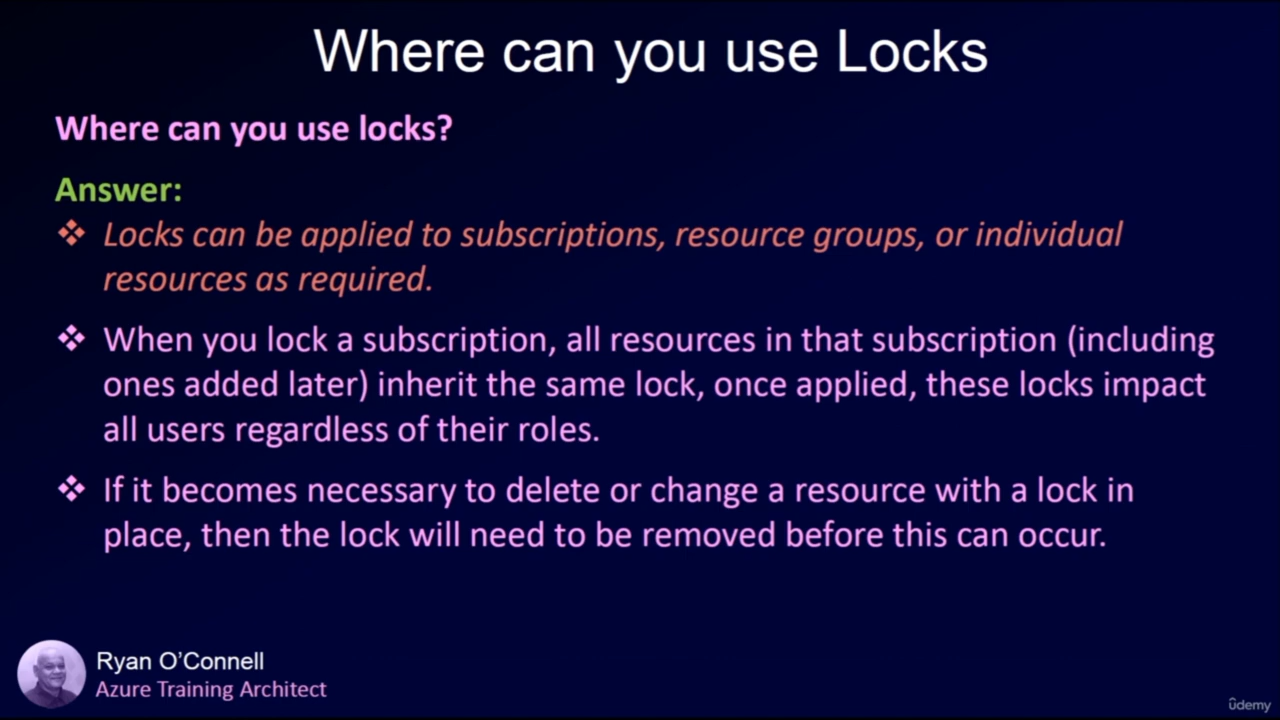 Where can you use Locks
Where can you use locks?
Answer:
❖ Locks can be applied to subscriptions, resource groups, or individual
resources as required.
❖ When you lock a subscription, all resources in that subscription (including
ones added later) inherit the same lock, once applied, these locks impact
all users regardless of their roles.
❖ If it becomes necessary to delete or change a resource with a lock in
place, then the lock will need to be removed before this can occur.
Ryan O’Connell
Azure Training Architect
ûdemy